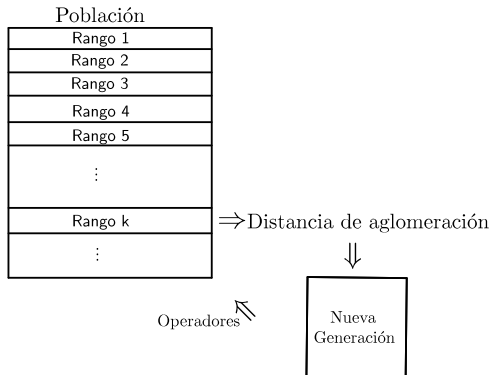 Población
Rango 1
Rango 2
Rango 3
Rango 4
Rango 5
⋮
Rango k
⋮
⇒Distancia de aglomeración
⇓
Nueva
Generación
⇖
Operadores